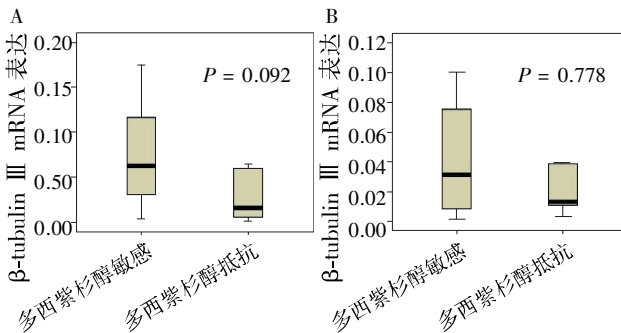 A
β-tubulin Ⅲ mRNA 表达
0.20
0.15
0.10
0.50
0.00
P = 0.092
多西紫杉醇敏感
多西紫杉醇抵抗
B
β-tubulin Ⅲ mRNA 表达
0.12
0.10
0.08
0.06
0.04
0.02
0.00
P = 0.778
多西紫杉醇敏感
多西紫杉醇抵抗